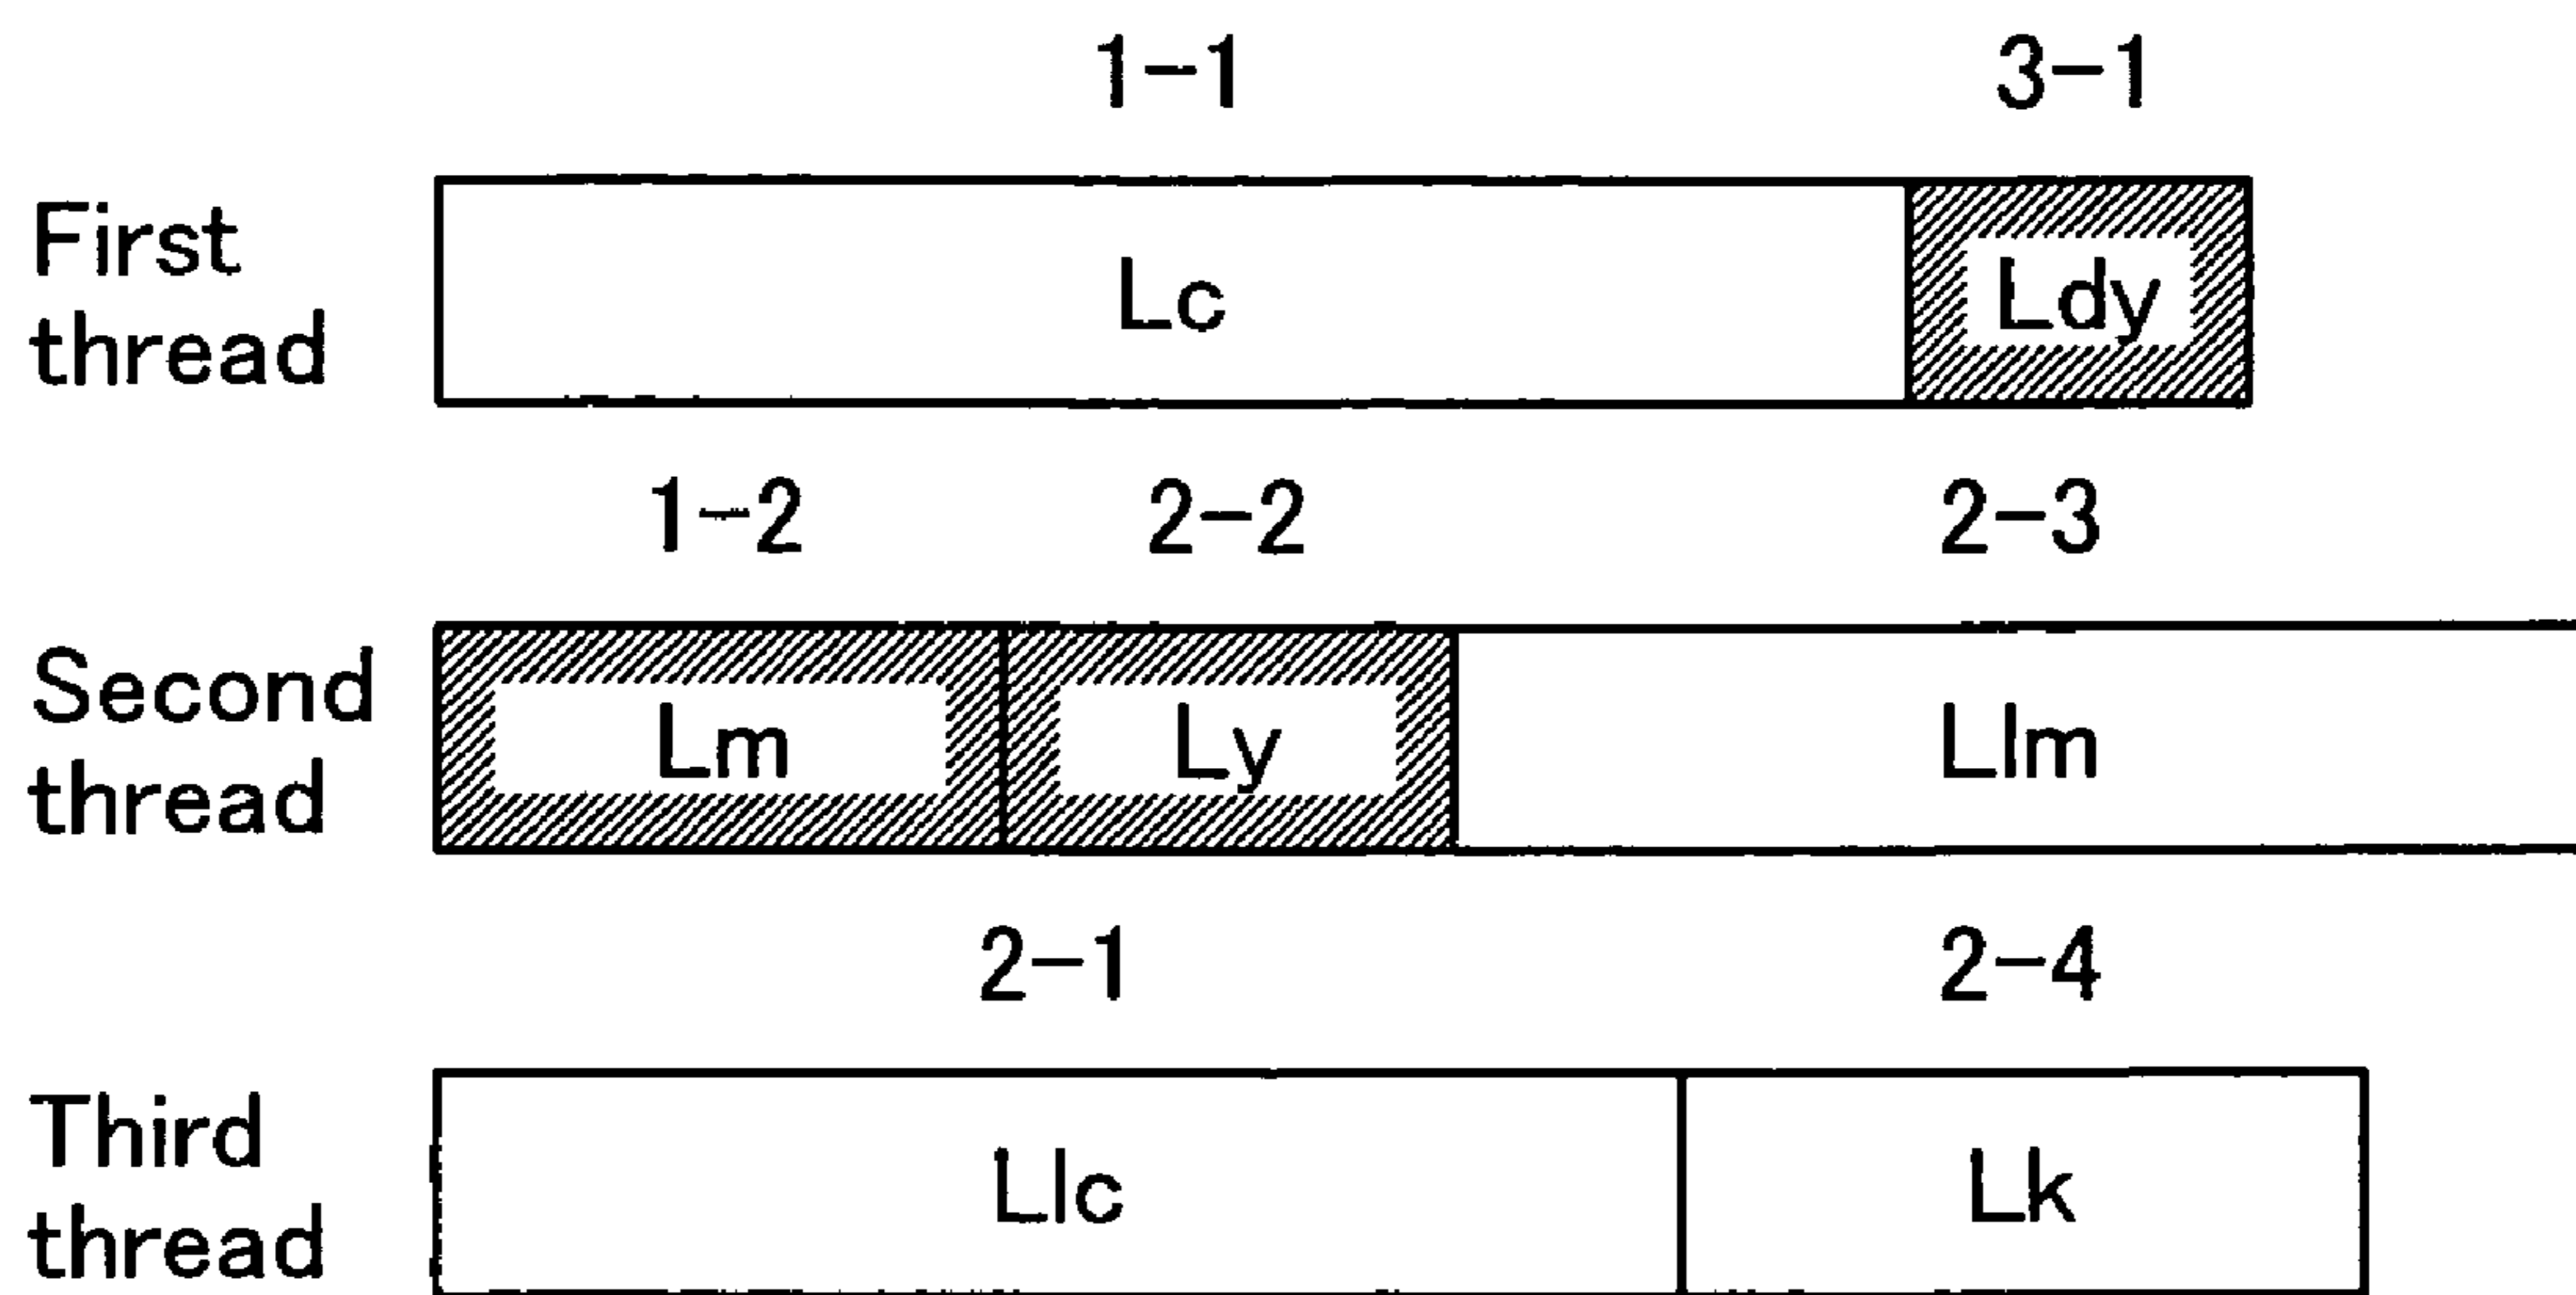 1-1 3-1
First
thread
Lc Ldy
1-2 2-2 2-3
Second
thread
Lm Ly Llm
2-1 2-4
Third
thread
Llc Lk